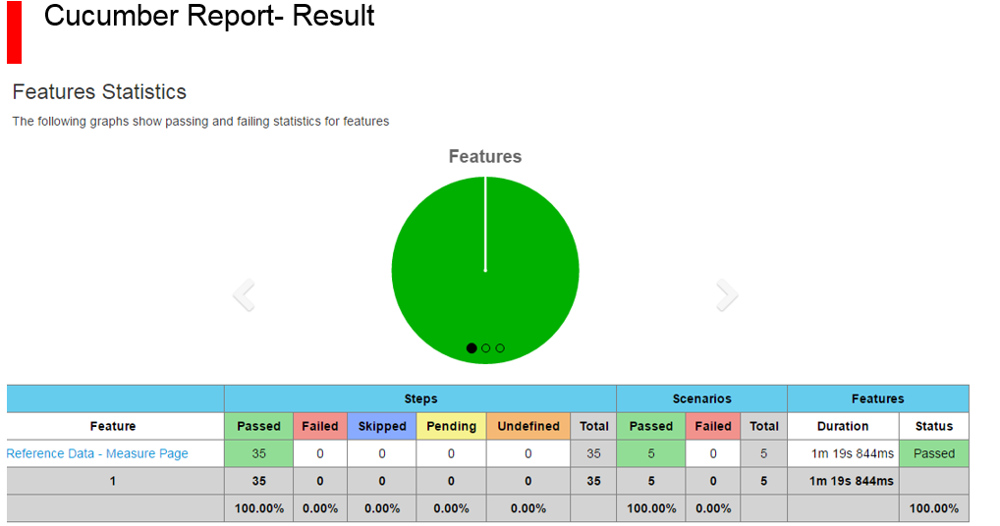 Cucumber Report- Result
Features Statistics
The following graphs show passing and failing statistics for features
Features
Steps Scenarios Features
Feature Passed Failed Skipped Pending Undefined Total Passed Failed Total Duration Status
Reference Data - Measure Page 35 0 0 0 0 35 5 0 5 1m 19s 844ms Passed
1 35 0 0 0 0 35 5 0 5 1m 19s 844ms
100.00% 0.00% 0.00% 0.00% 0.00% 100.00% 0.00% 100.00%